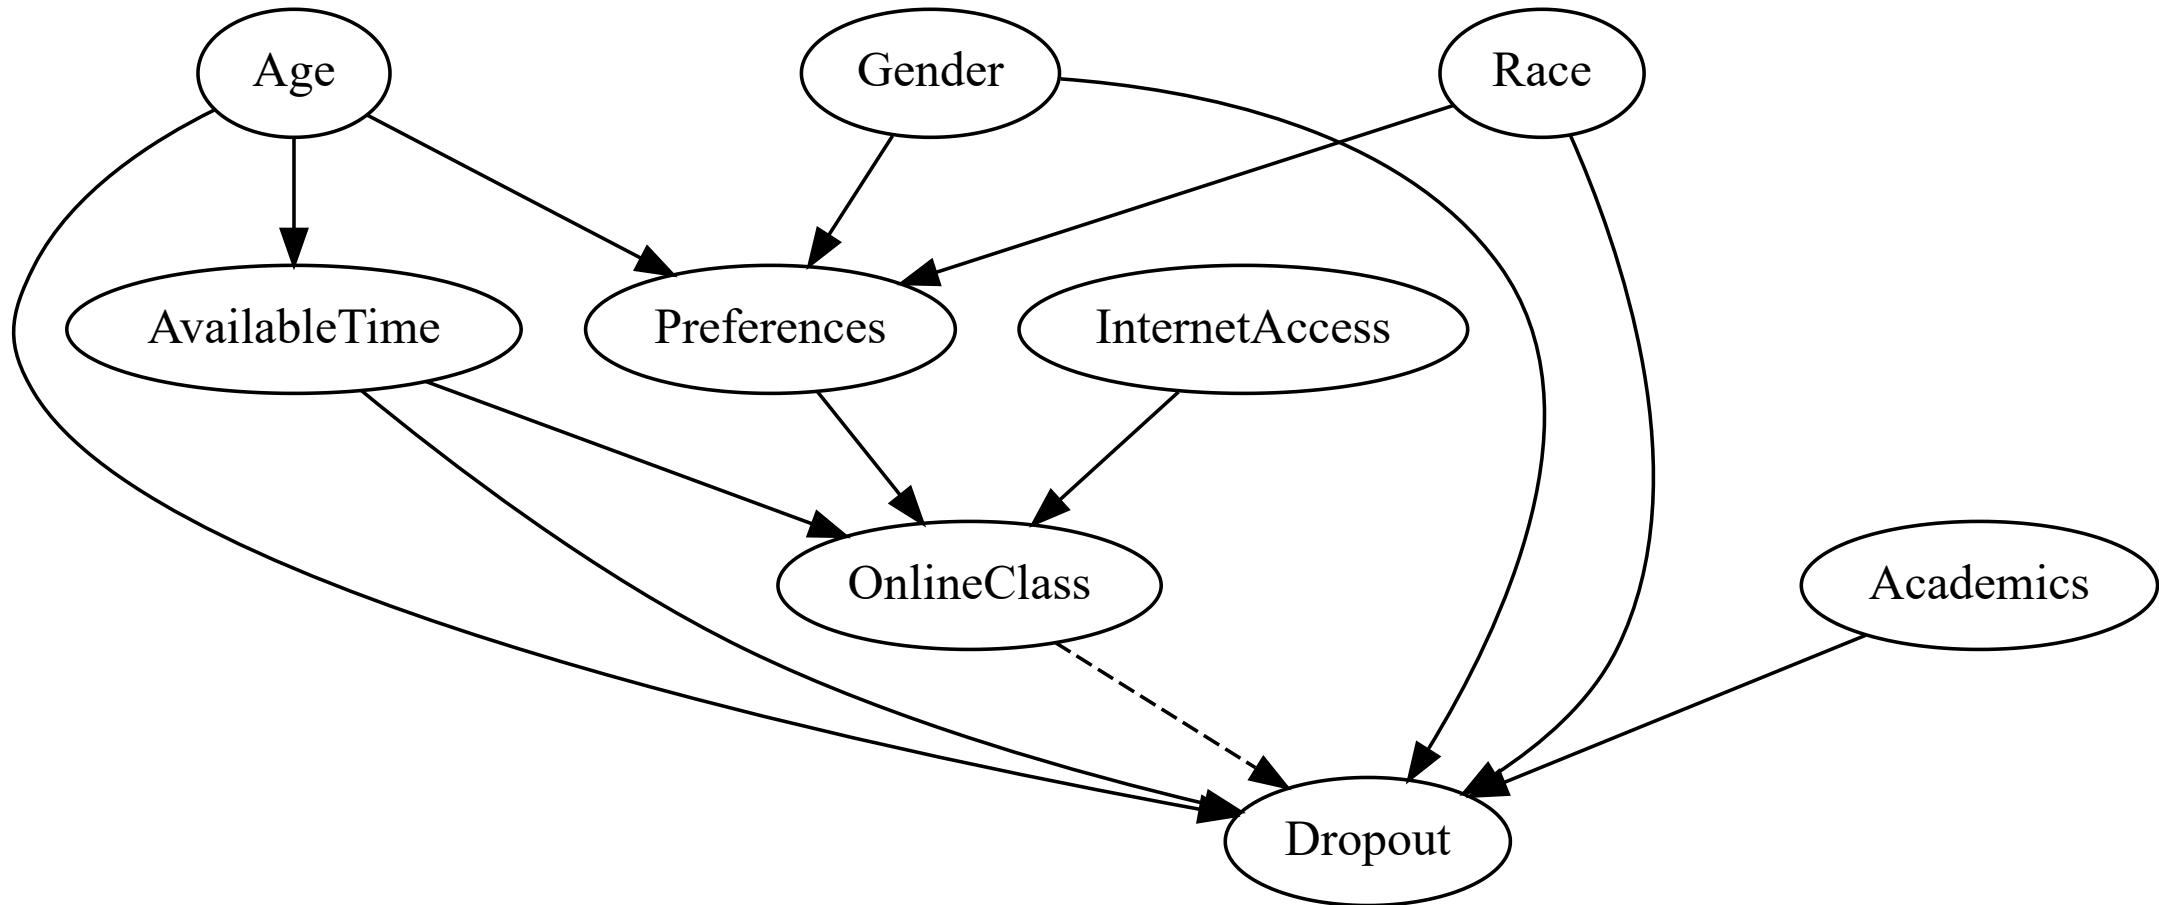 Age
Gender
Race
AvailableTime
Preferences
InternetAccess
OnlineClass
Academics
Dropout